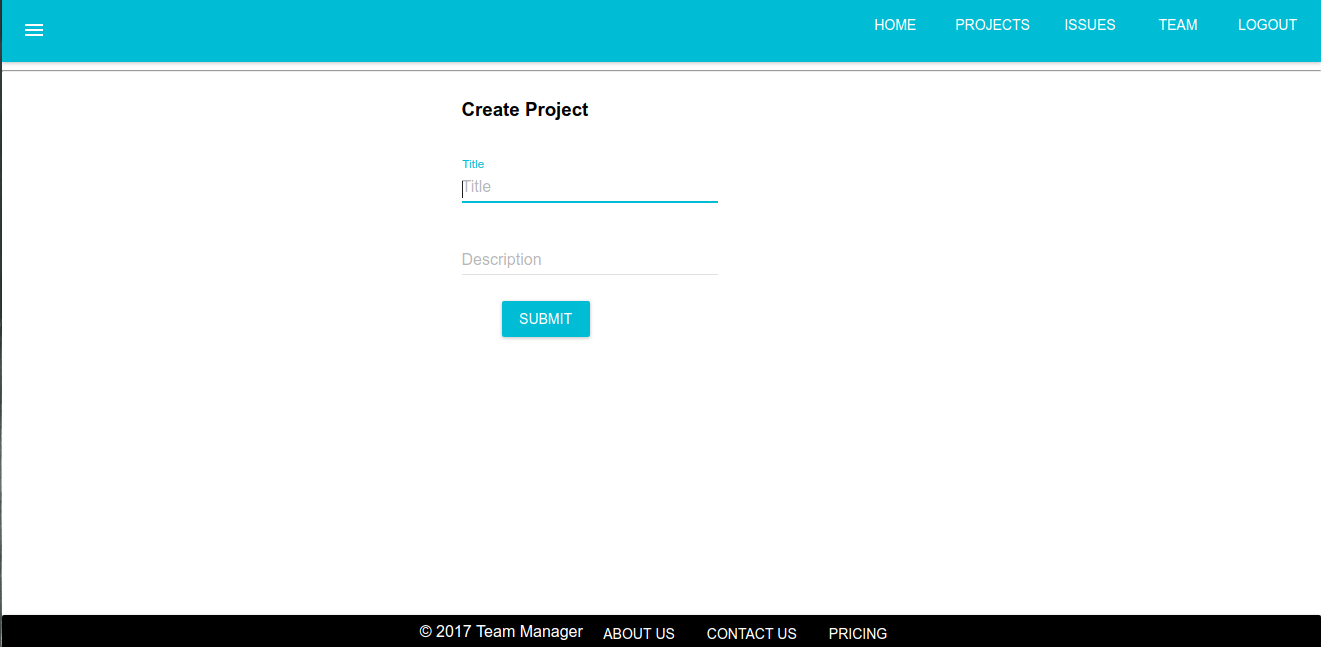 HOME PROJECTS ISSUES TEAM LOGOUT
Create Project
Title
Title
Description
SUBMIT
© 2017 Team Manager ABOUT US CONTACT US PRICING